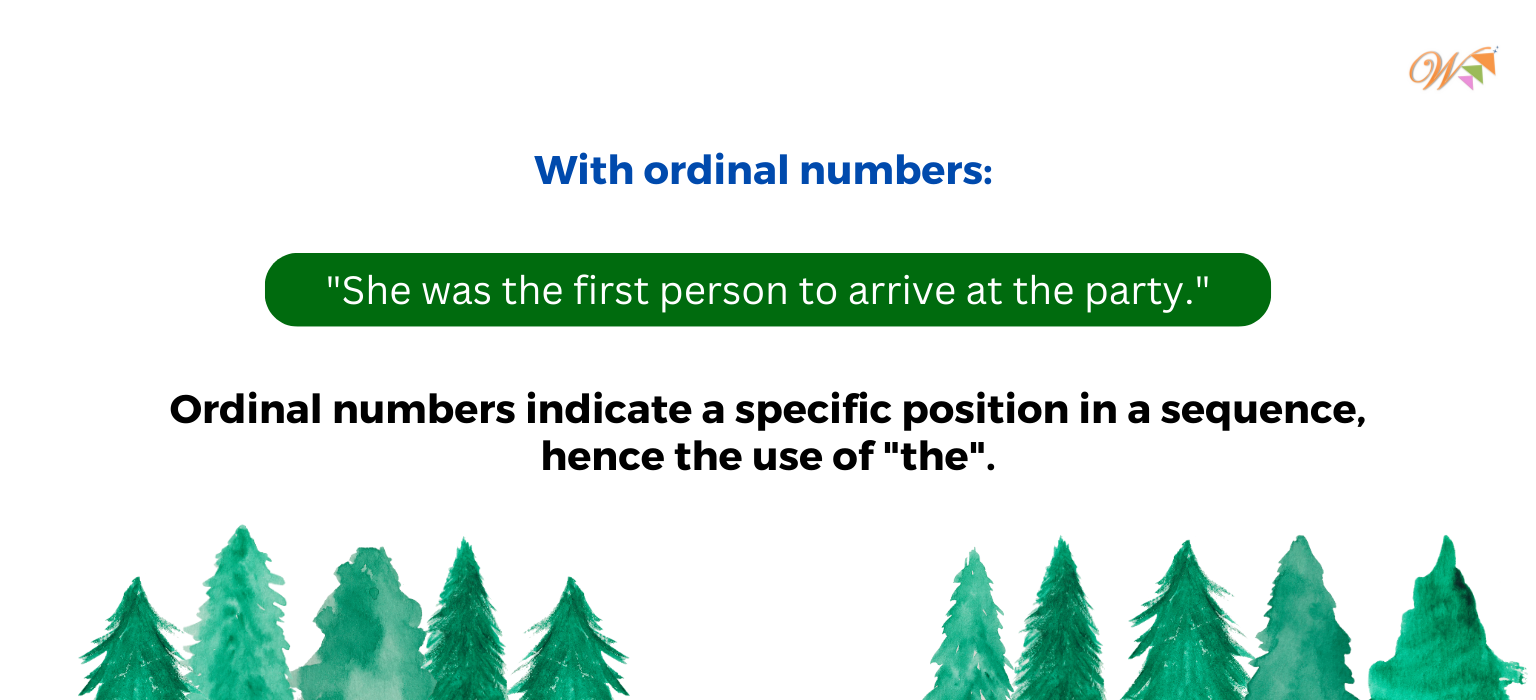 W
With ordinal numbers:
"She was the first person to arrive at the party."
Ordinal numbers indicate a specific position in a sequence,
hence the use of "the".